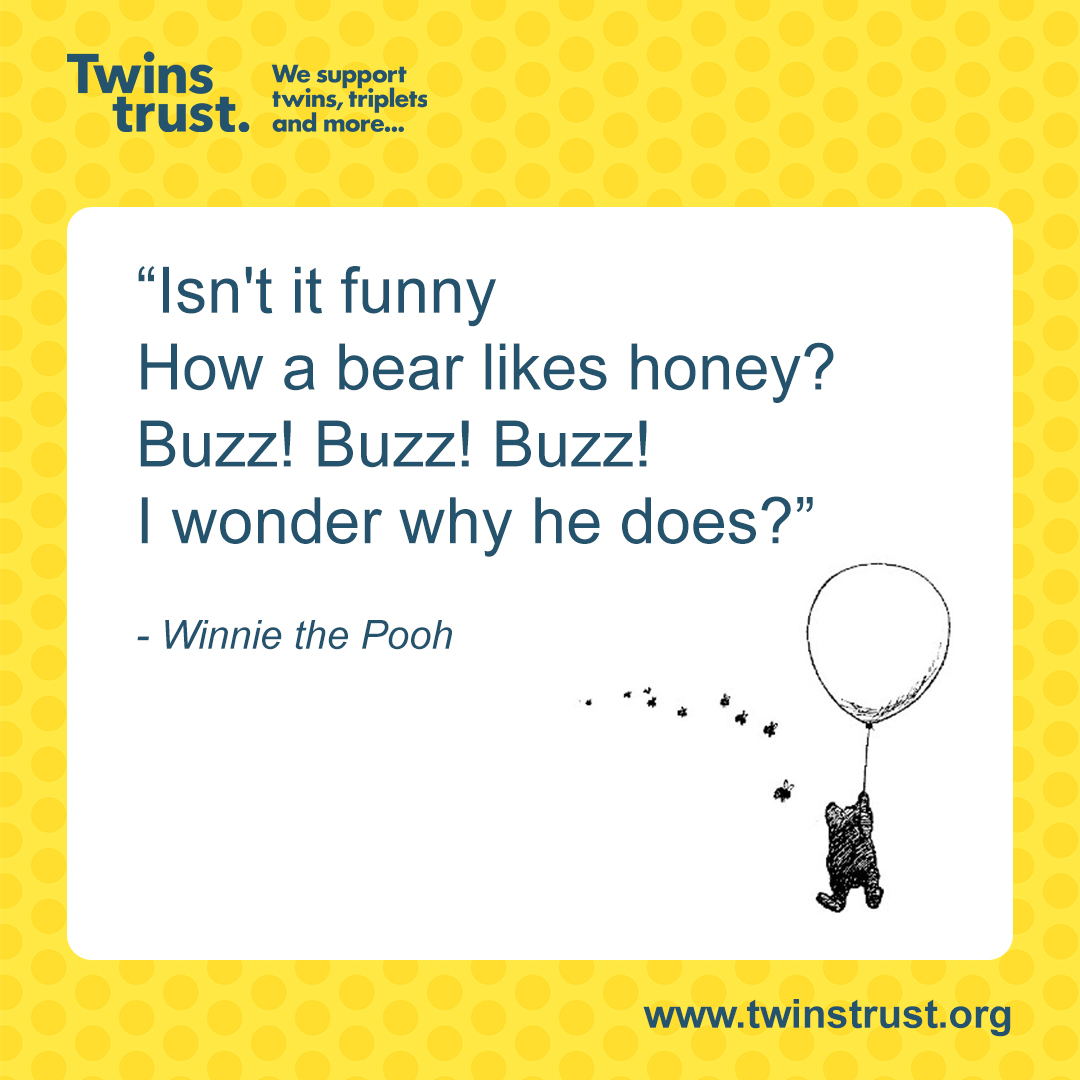 Twins
trust.
We support
twins, triplets
and more...
“Isn't it funny
How a bear likes honey?
Buzz! Buzz! Buzz!
I wonder why he does?”
- Winnie the Pooh
www.twinstrust.org